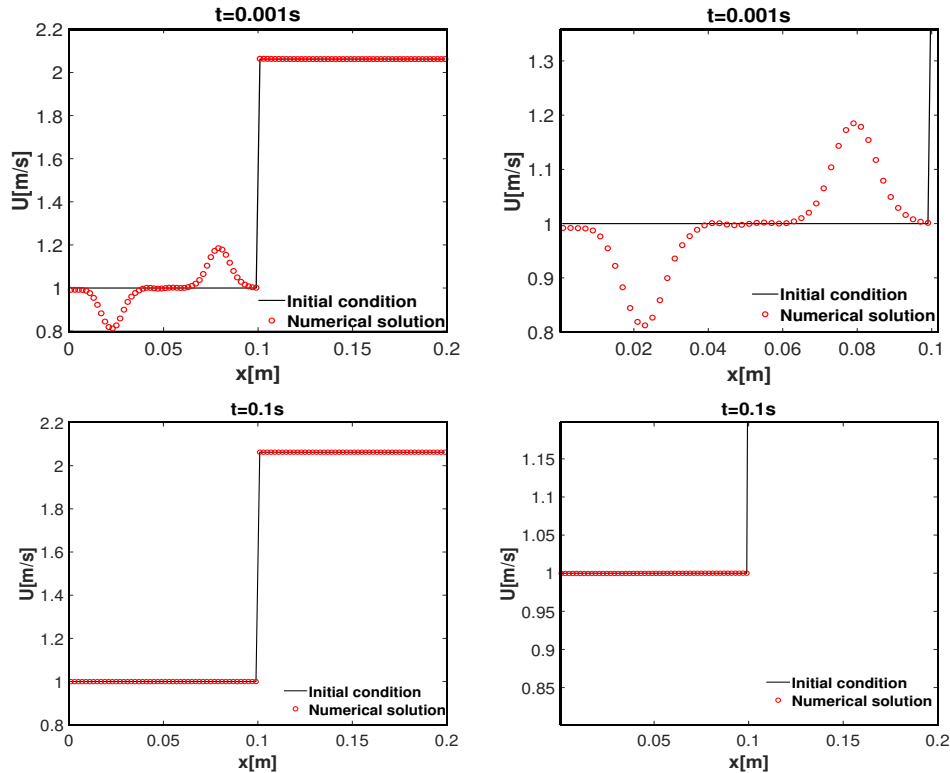 t=0.001s
2.2
2
1.8
1.6
1.4
1.2
1
0.8
U[m/s]
Initial condition
Numerical solution
0
0.05
0.1
0.15
0.2
x[m]
t=0.001s
1.3
1.2
1.1
1
0.9
0.8
U[m/s]
Initial condition
Numerical solution
0.02
0.04
0.06
0.08
0.1
x[m]
t=0.1s
2.2
2
1.8
1.6
1.4
1.2
1
0.8
U[m/s]
Initial condition
Numerical solution
0
0.05
0.1
0.15
0.2
x[m]
t=0.1s
1.15
1.1
1.05
1
0.95
0.9
0.85
U[m/s]
Initial condition
Numerical solution
0.05
0.1
0.15
0.2
x[m]